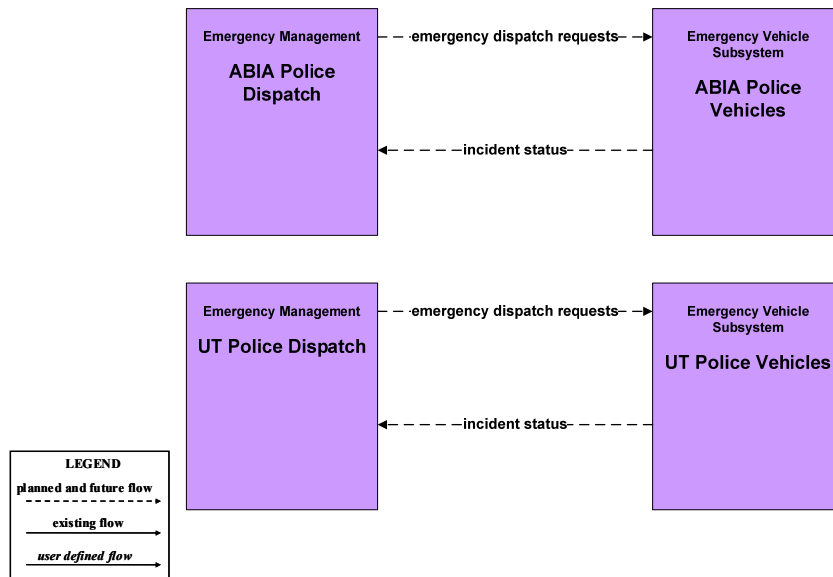 Emergency Management
ABIA Police
Dispatch
emergency dispatch requests
incident status
Emergency Vehicle
Subsystem
ABIA Police
Vehicles
Emergency Management
UT Police Dispatch
emergency dispatch requests
incident status
Emergency Vehicle
Subsystem
UT Police Vehicles
LEGEND
planned and future flow
existing flow
user defined flow